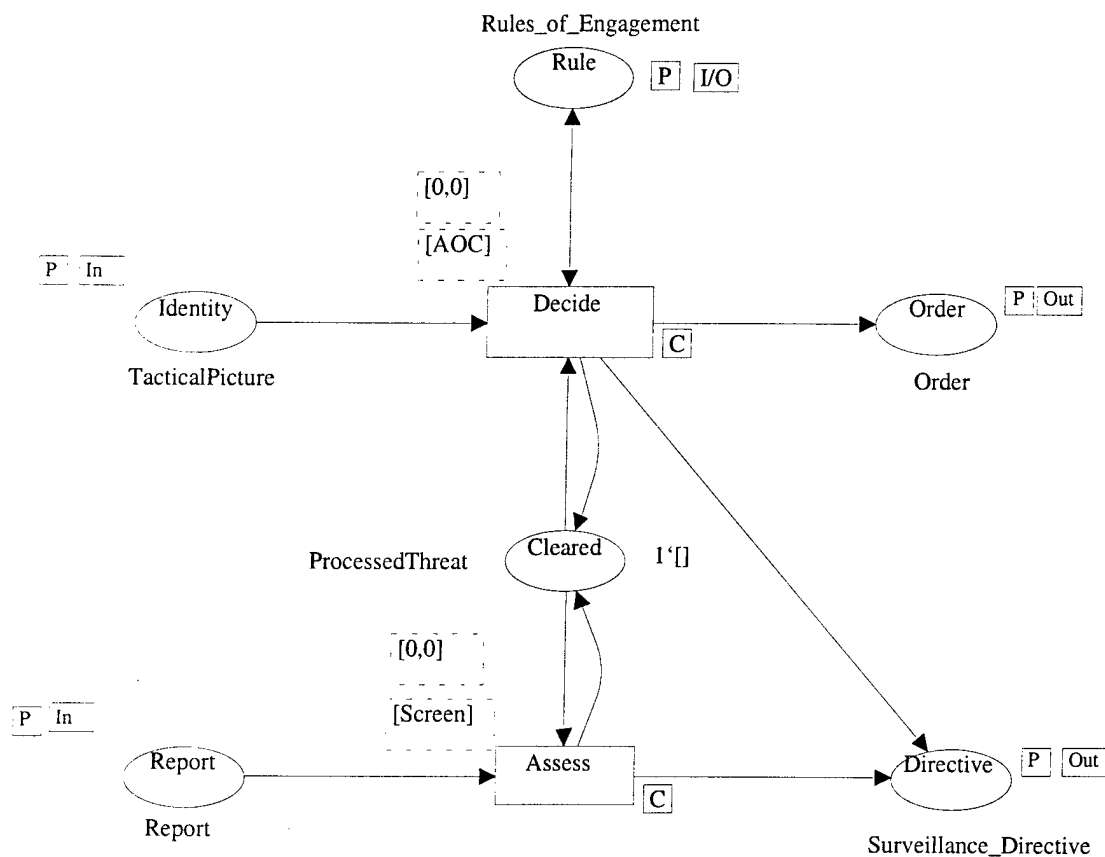 Rules_of_Engagement
Rule
P I/O
[0,0]
[AOC]
P In
Identity
TacticalPicture
Decide
C
Order
P Out
Order
Cleared
ProcessedThreat
1‘[]
[0,0]
[Screen]
P In
Report
Report
Assess
C
Directive
P Out
Surveillance_Directive